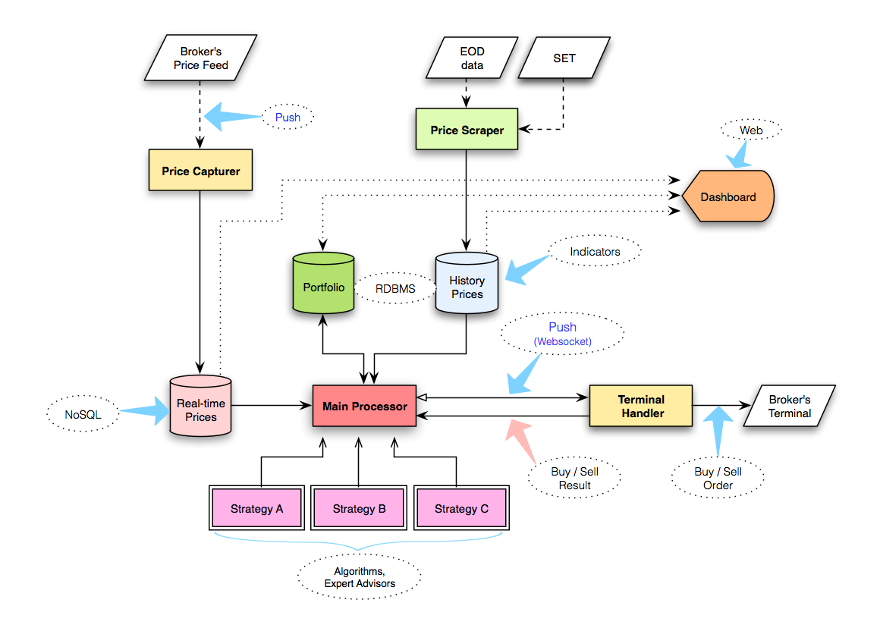 Broker's
Price Feed
EOD
data
SET
Push
Price Scraper
Web
Price Capturer
Dashboard
Indicators
Portfolio
RDBMS
History
Prices
Push
(Websocket)
NoSQL
Real-time
Prices
Main Processor
Terminal
Handler
Broker's
Terminal
Buy / Sell
Result
Buy / Sell
Order
Strategy A
Strategy B
Strategy C
Algorithms,
Expert Advisors